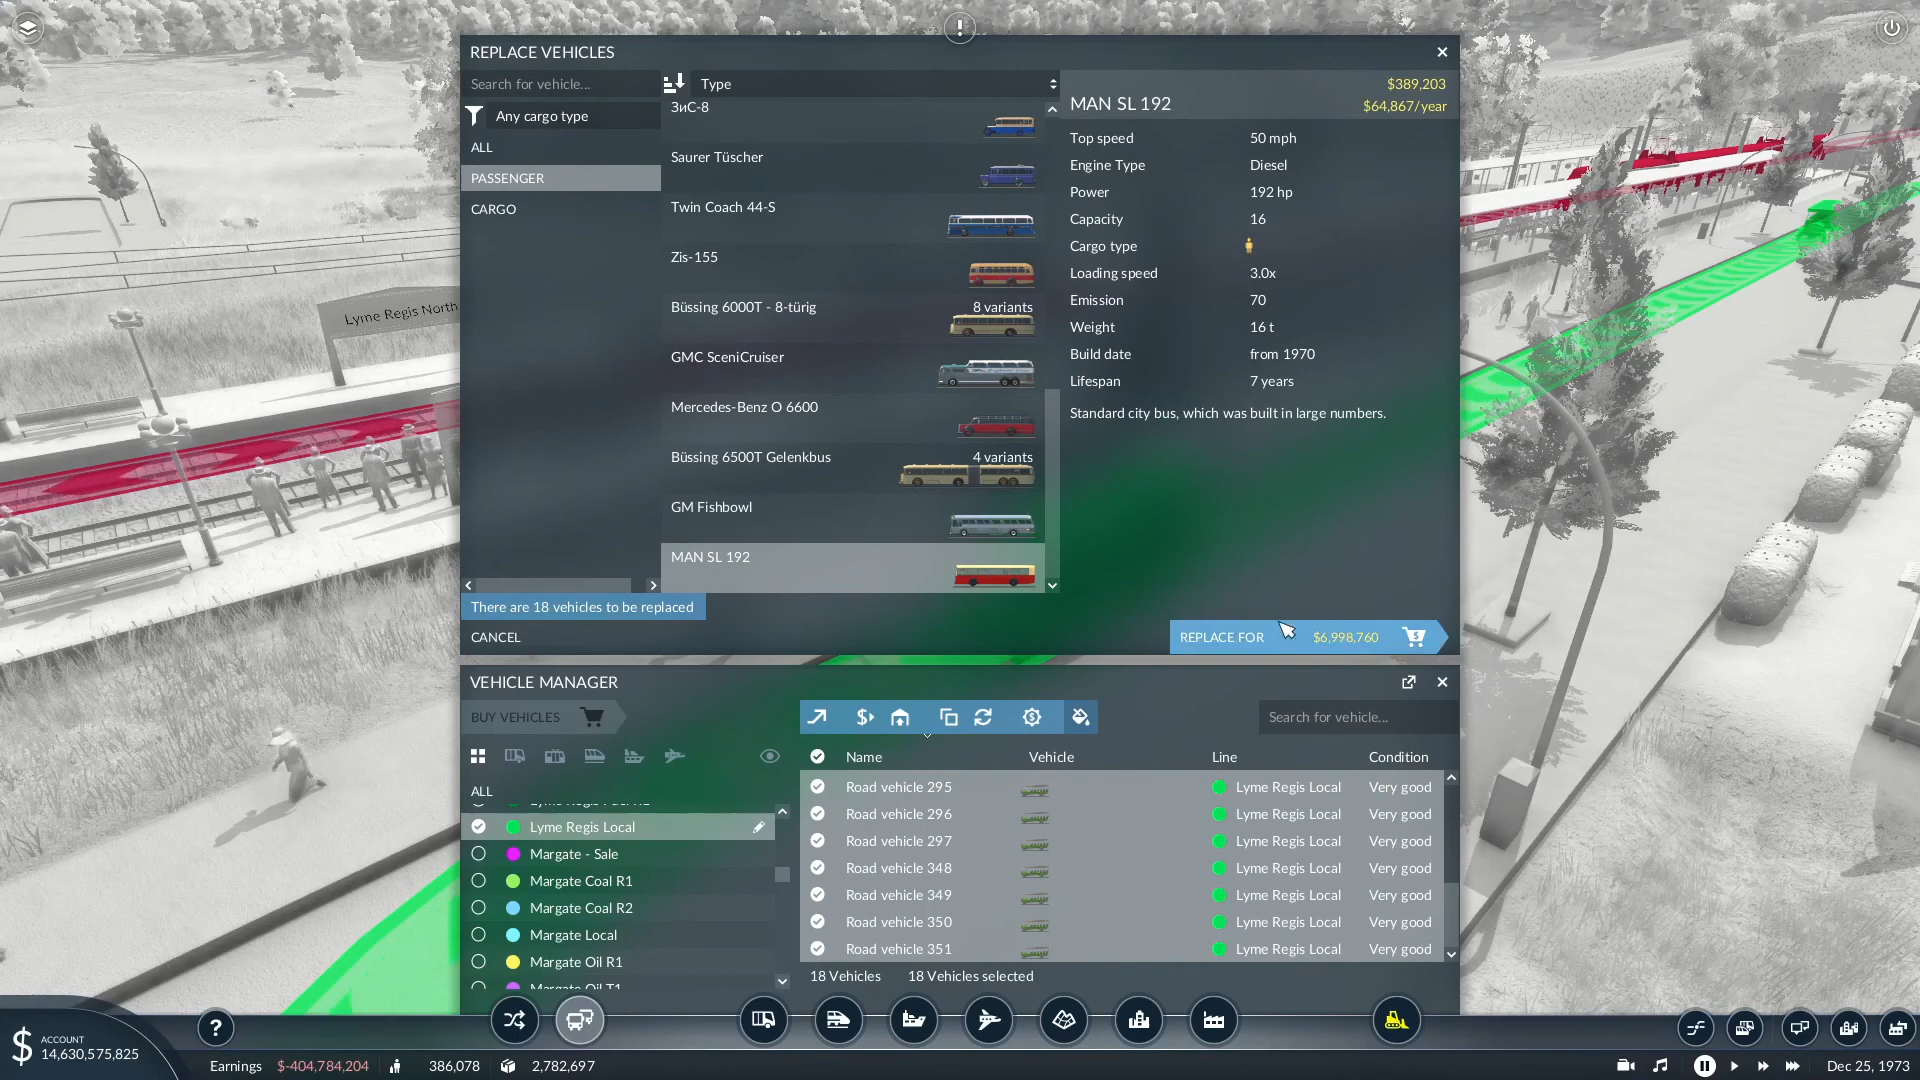 REPLACE VEHICLES
Search for vehicle...
Type
$389,203
Any cargo type
MAN SL 192
$64,867/year
ALL
PASSENGER
CARGO
ЗиС-8
Saurer Tüscher
Twin Coach 44-S
Zis-155
Büssing 6000T - 8-türig 8 variants
GMC SceniCruiser
Mercedes-Benz O 6600
Büssing 6500T Gelenkbus 4 variants
GM Fishbowl
MAN SL 192
Top speed 50 mph
Engine Type Diesel
Power 192 hp
Capacity 16
Cargo type
Loading speed 3.0x
Emission 70
Weight 16 t
Build date from 1970
Lifespan 7 years
Standard city bus, which was built in large numbers.
Lyme Regis North
There are 18 vehicles to be replaced
CANCEL
REPLACE FOR $6,998,760
VEHICLE MANAGER
BUY VEHICLES
Search for vehicle...
ALL
Lyme Regis Local
Margate - Sale
Margate Coal R1
Margate Coal R2
Margate Local
Margate Oil R1
Name Vehicle Line Condition
Road vehicle 295 Lyme Regis Local Very good
Road vehicle 296 Lyme Regis Local Very good
Road vehicle 297 Lyme Regis Local Very good
Road vehicle 348 Lyme Regis Local Very good
Road vehicle 349 Lyme Regis Local Very good
Road vehicle 350 Lyme Regis Local Very good
Road vehicle 351 Lyme Regis Local Very good
18 Vehicles 18 Vehicles selected
ACCOUNT
14,630,575,825
Earnings $-404,784,204 386,078 2,782,697
Dec 25, 1973